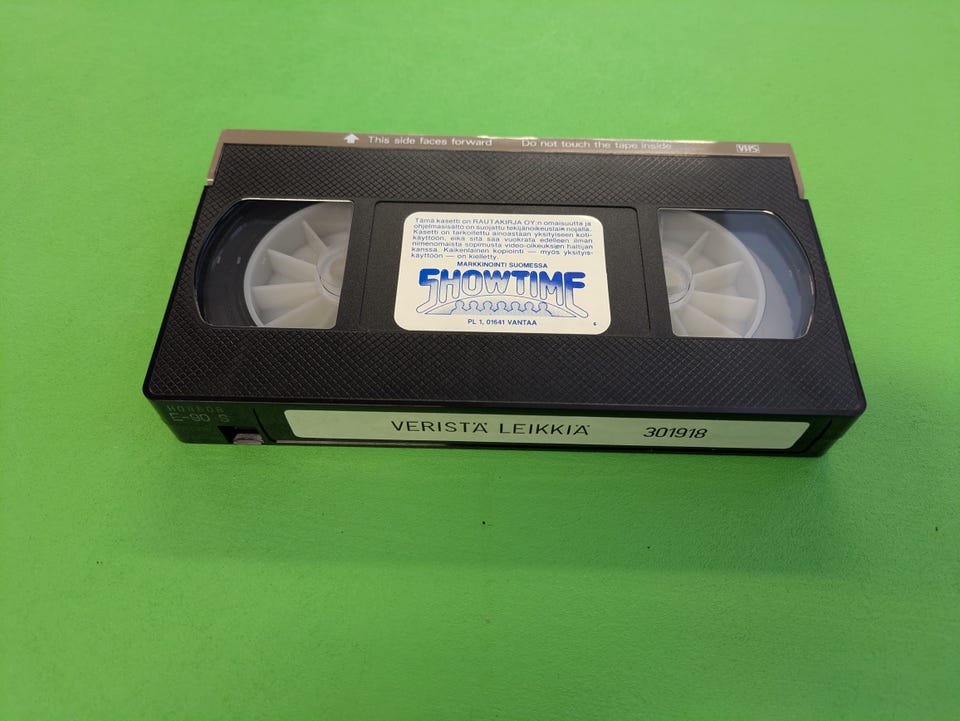 This side faces forward Do not touch the tape inside VHS
Tämä kasetti on RAUTAKIRJA OY:n omaisuutta ja
ohjelmasisältö on suojattu tekijänoikeuslain nojalla.
Kasetti on tarkoitettu ainoastaan yksityiseen koti-
käyttöön, eikä sitä saa vuokrata edelleen ilman
nimenomaista sopimusta video-oikeuksien haltijan
kanssa. Kaikenlainen kopiointi — myös yksityis-
käyttöön — on kielletty.
MARKKINOINTI SUOMESSA
SHOWTIME
PL 1, 01641 VANTAA
E-90 S
VERISTÄ LEIKKIÄ 301918